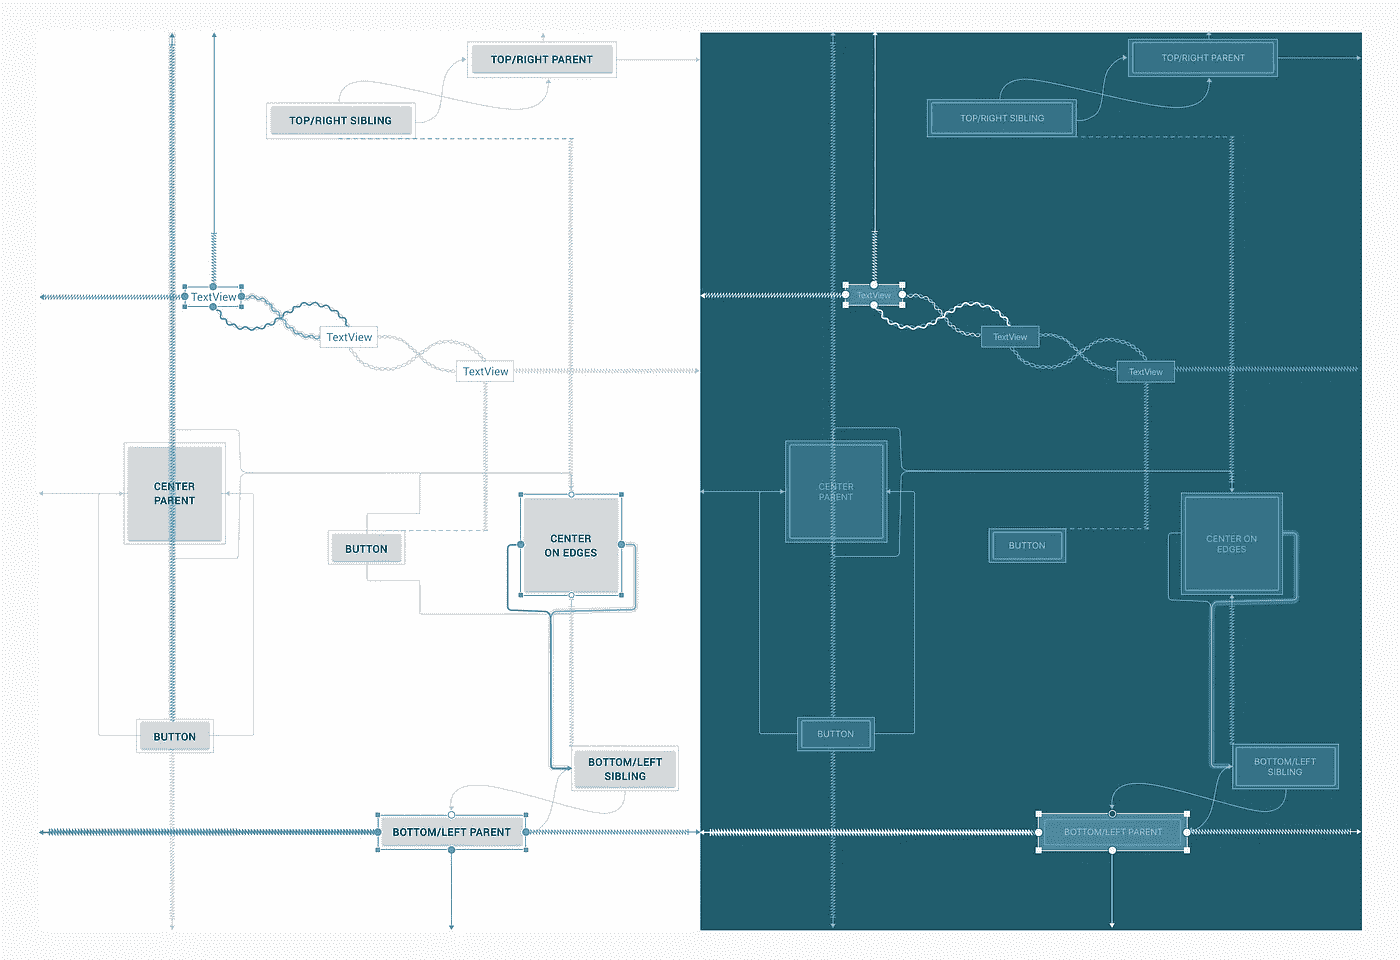 TOP/RIGHT PARENT
TOP/RIGHT SIBLING
TextView
TextView
TextView
CENTER
PARENT
BUTTON
CENTER
ON EDGES
BUTTON
BOTTOM/LEFT
SIBLING
BOTTOM/LEFT PARENT
TOP/RIGHT PARENT
TOP/RIGHT SIBLING
TextView
TextView
TextView
CENTER
PARENT
BUTTON
CENTER ON
EDGES
BUTTON
BOTTOM/LEFT
SIBLING
BOTTOM/LEFT PARENT